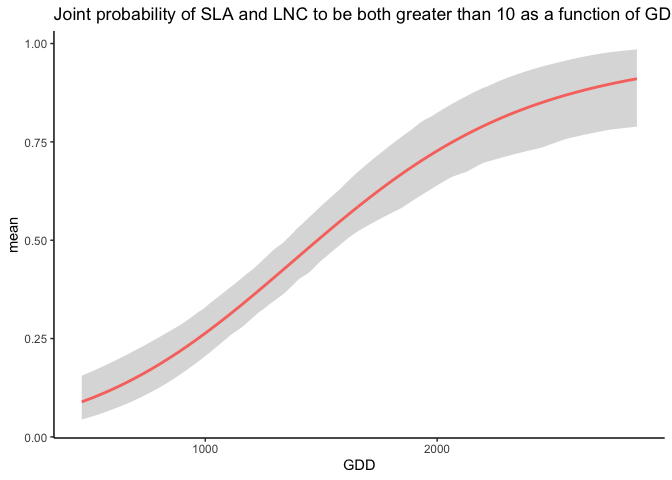 Joint probability of SLA and LNC to be both greater than 10 as a function of GD
1.00
0.75
0.50
0.25
0.00
mean
1000
2000
GDD